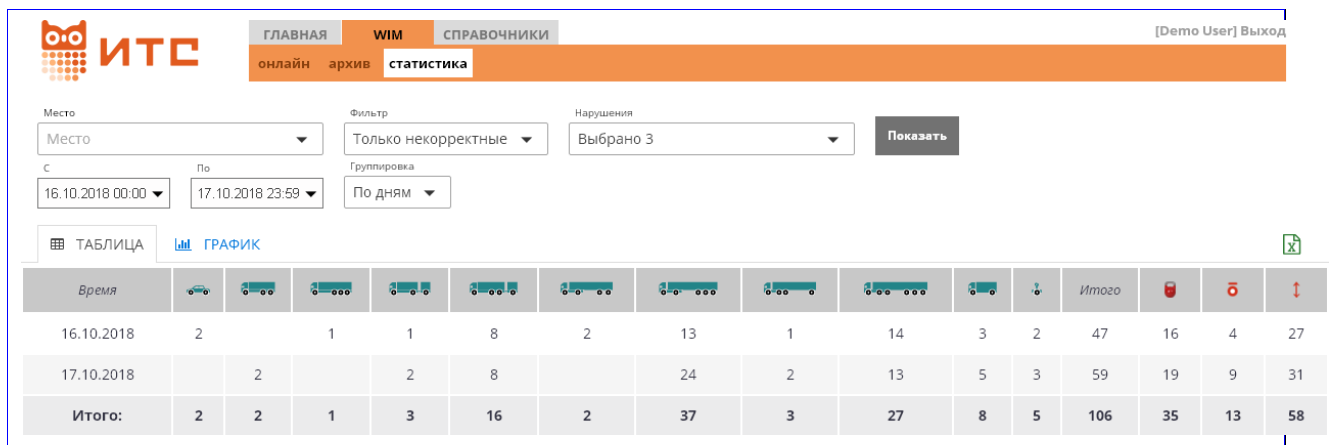 ИТС
ГЛАВНАЯ WIM СПРАВОЧНИКИ [Demo User] Выход
онлайн архив статистика
Место Фильтр Нарушения
Место Только некорректные Выбрано 3 Показать
С По Группировка
16.10.2018 00:00 17.10.2018 23:59 По дням
ТАБЛИЦА ГРАФИК
Время Итого
16.10.2018 2 1 1 8 2 13 1 14 3 2 47 16 4 27
17.10.2018 2 2 8 24 2 13 5 3 59 19 9 31
Итого: 2 2 1 3 16 2 37 3 27 8 5 106 35 13 58